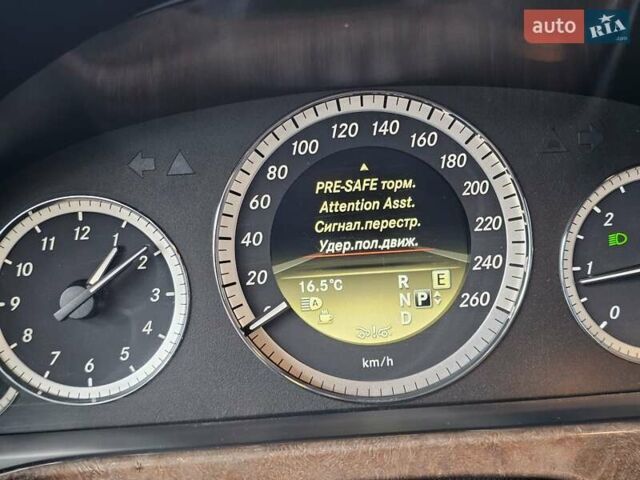 auto RIA.com
PRE-SAFE торм.
Attention Asst.
Сигнал.перестр.
Удер.пол.движ.
16.5°C
R
N P
D
E
A
km/h
0 20 40 60 80 100 120 140 160 180 200 220 240 260
12 1 2 3 4 5 6 7 8 9 10 11
2
1
0